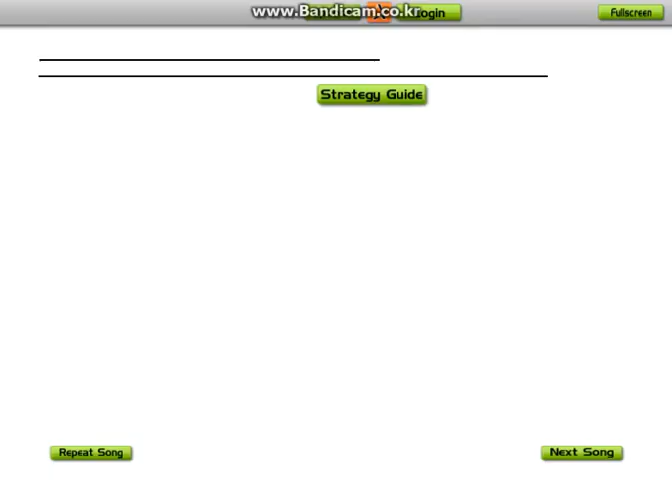 www.Bandicam.co.kr
Login
Fullscreen
Strategy Guide
Repeat Song
Next Song